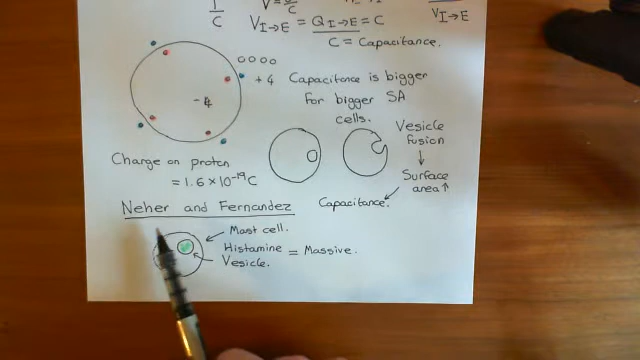 C
V I→E = Q I→E = C
V I→E
C = Capacitance.
+4
Capacitance is bigger
for bigger SA
cells.
-4
Vesicle
fusion
Surface
area↑
Capacitance.
Charge on proton
= 1.6 × 10⁻¹⁹C
Neher and Fernandez
Mast cell.
Histamine
Vesicle.
= Massive.